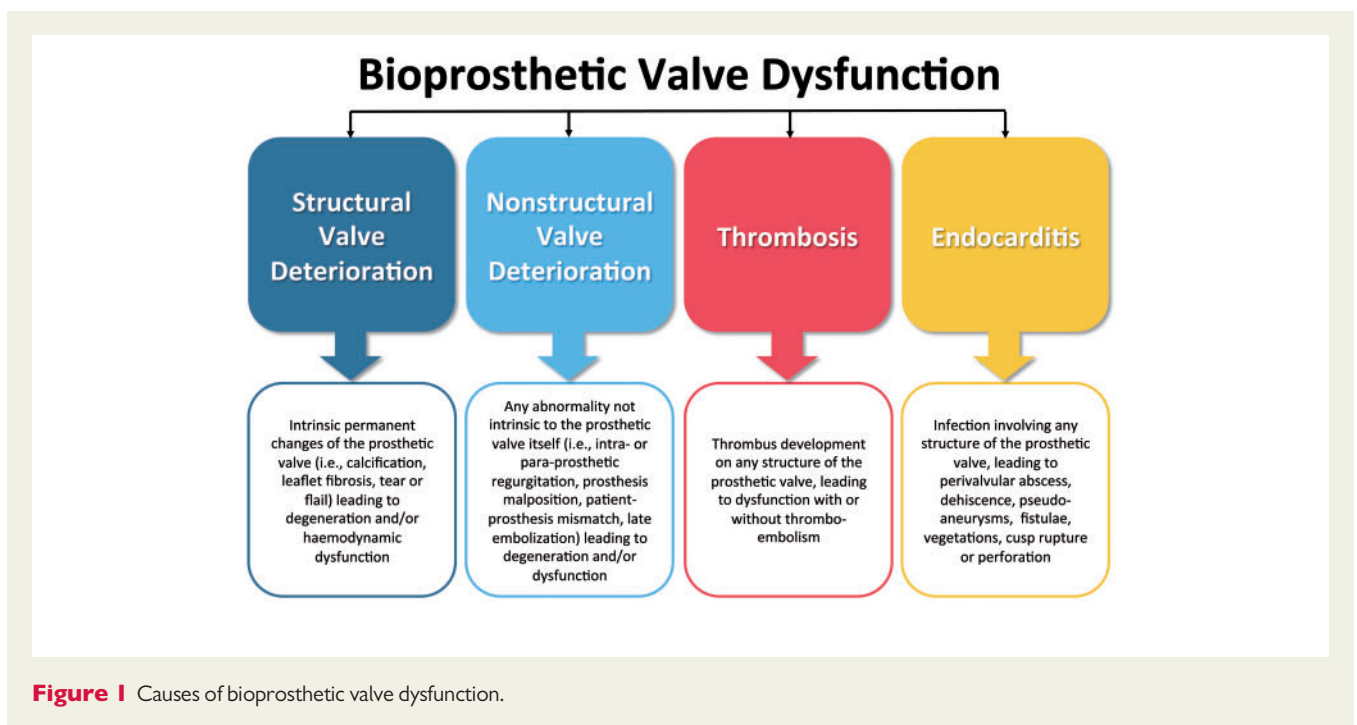 Bioprosthetic Valve Dysfunction
Structural
Valve
Deterioration
Nonstructural
Valve
Deterioration
Thrombosis
Endocarditis
Intrinsic permanent
changes of the prosthetic
valve (i.e., calcification,
leaflet fibrosis, tear or
flail) leading to
degeneration and/or
haemodynamic
dysfunction
Any abnormality not
intrinsic to the prosthetic
valve itself (i.e., intra- or
para-prosthetic
regurgitation, prosthesis
malposition, patient-
prosthesis mismatch, late
embolization) leading to
degeneration and/or
dysfunction
Thrombus development
on any structure of the
prosthetic valve, leading
to dysfunction with or
without thrombo-
embolism
Infection involving any
structure of the prosthetic
valve, leading to
perivalvular abscess,
dehiscence, pseudo-
aneurysms, fistulae,
vegetations, cusp rupture
or perforation
Figure 1 Causes of bioprosthetic valve dysfunction.